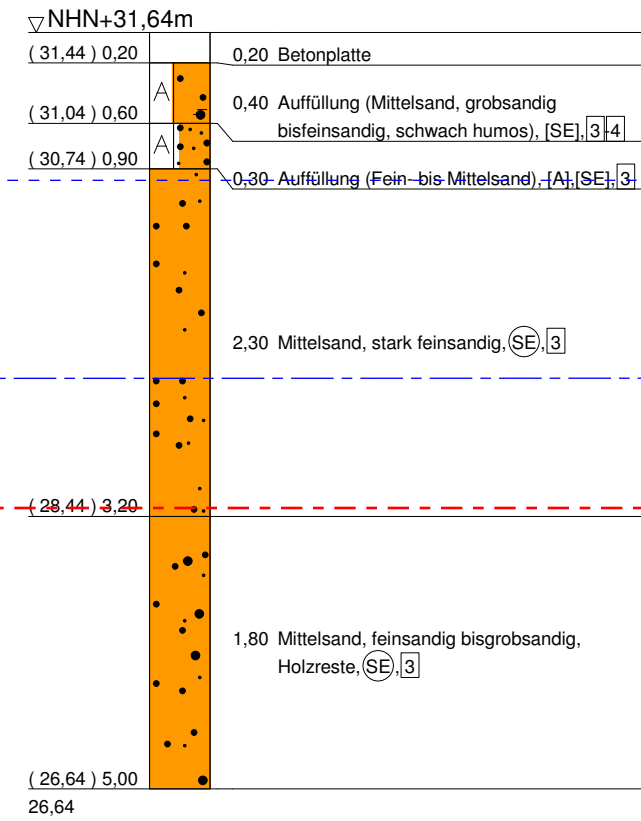 ▽ NHN+31,64m
( 31,44 ) 0,20
0,20 Betonplatte
A
0,40 Auffüllung (Mittelsand, grobsandig
bisfeinsandig, schwach humos), [SE], 3-4
( 31,04 ) 0,60
A
( 30,74 ) 0,90
0,30 Auffüllung (Fein- bis Mittelsand), [A],[SE], 3
2,30 Mittelsand, stark feinsandig, SE, 3
( 28,44 ) 3,20
1,80 Mittelsand, feinsandig bisgrobsandig,
Holzreste, SE, 3
( 26,64 ) 5,00
26,64